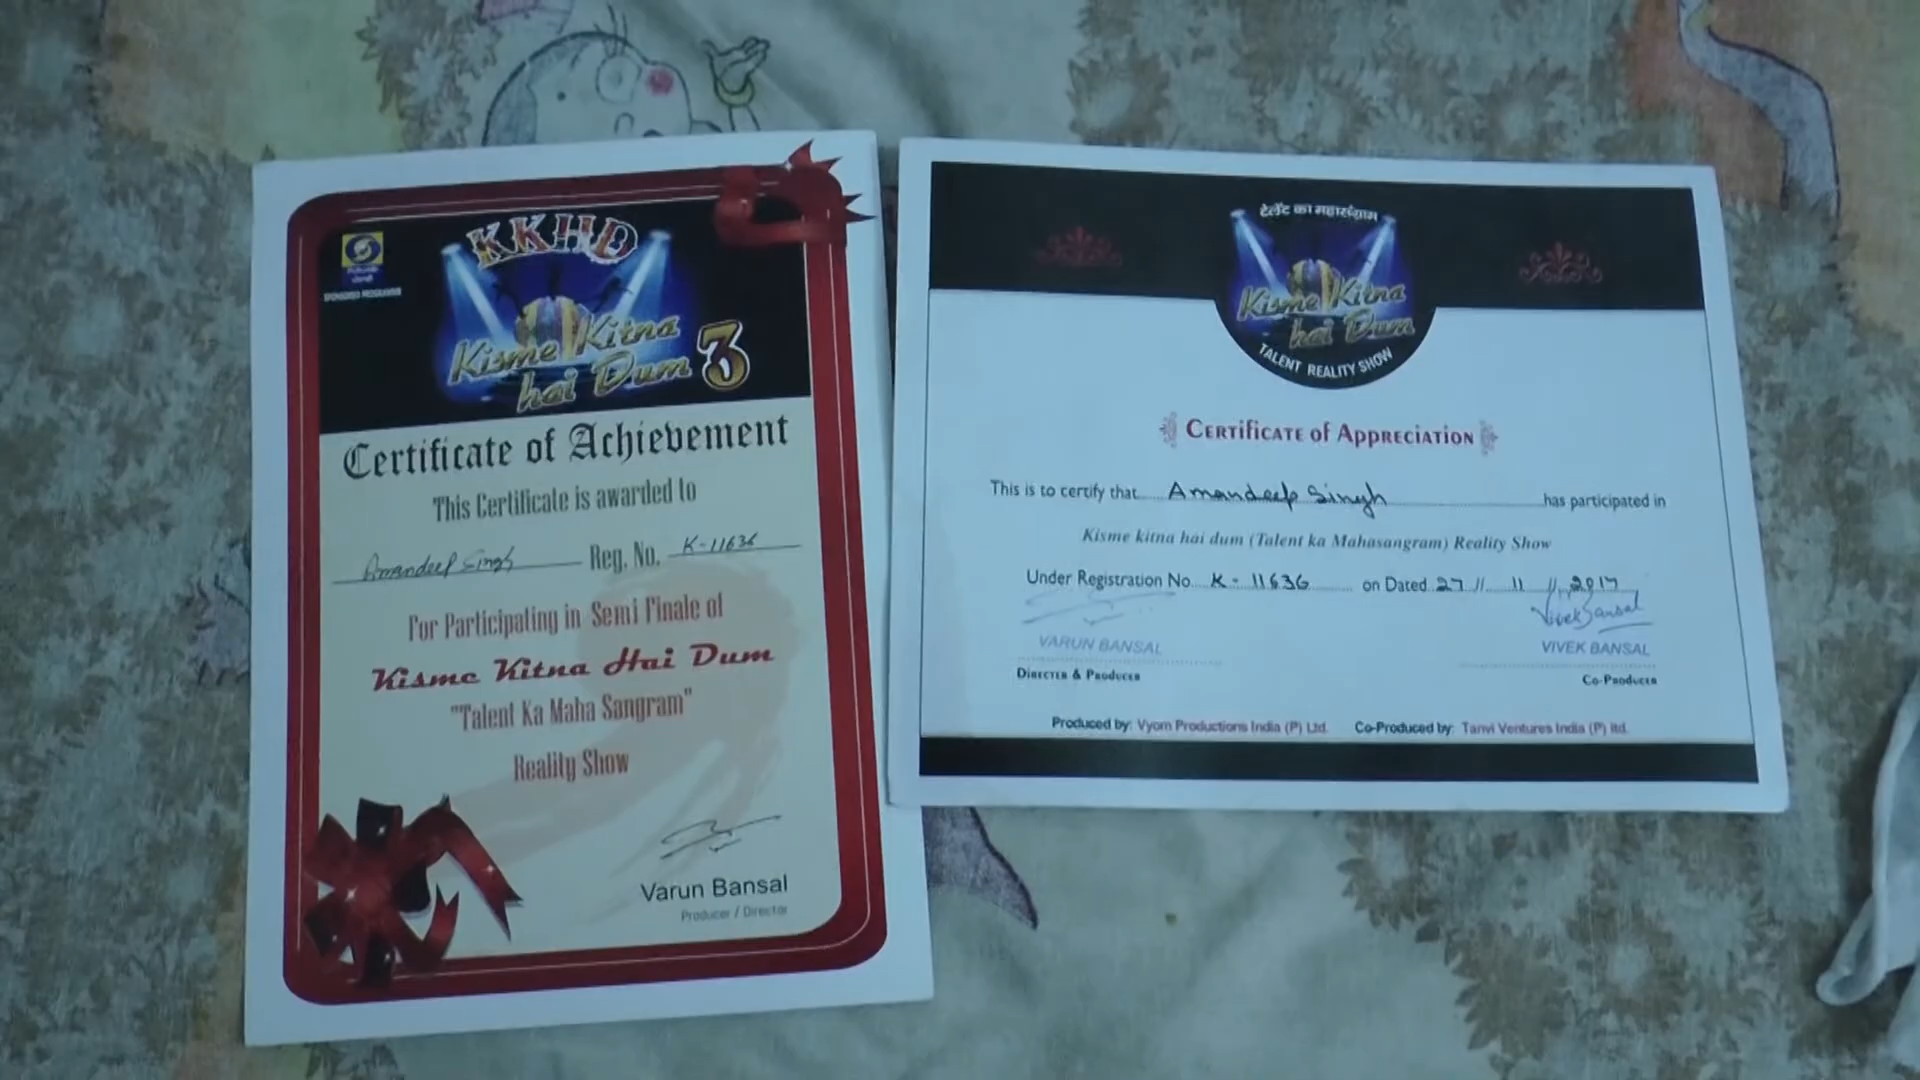 KKHD
SPONSORED PROGRAMME
Kisme Kitna
hai Dum 3
Certificate of Achievement
This Certificate is awarded to
Amandeep Singh Reg. No. K-11636
For Participating in Semi Finale of
Kisme Kitna Hai Dum
"Talent Ka Maha Sangram"
Reality Show
Varun Bansal
Producer / Director
टेलेंट का महासंग्राम
Kisme Kitna
hai Dum
TALENT REALITY SHOW
Certificate of Appreciation
This is to certify that Amandeep Singh has participated in
Kisme kitna hai dum (Talent ka Mahasangram) Reality Show
Under Registration No. K - 11636 on Dated 27 // 11 // 2017
Vivek Bansal
VARUN BANSAL VIVEK BANSAL
Directer & Producer Co-Producer
Produced by: Vyom Productions India (P) Ltd. Co-Produced by: Tanvi Ventures India (P) ltd.